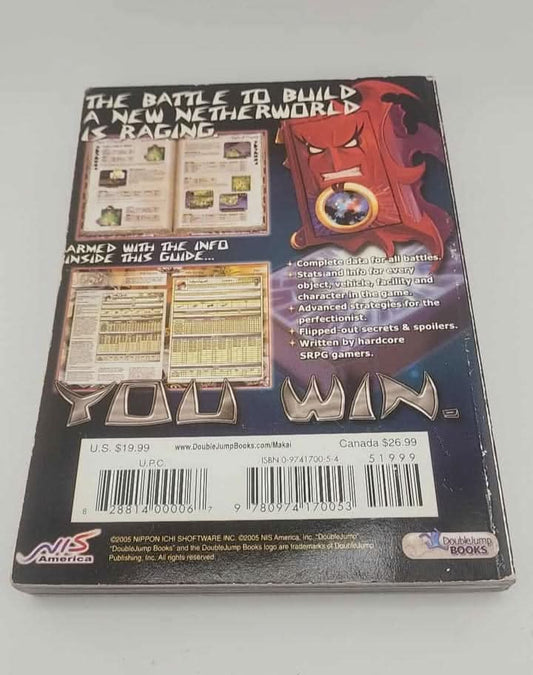 THE BATTLE TO BUILD
A NEW NETHERWORLD
IS RAGING.
ARMED WITH THE INFO
INSIDE THIS GUIDE...
+ Complete data for all battles.
+ Stats and info for every
object, vehicle, facility and
character in the game.
+ Advanced strategies for the
perfectionist.
+ Flipped-out secrets & spoilers.
+ Written by hardcore
SRPG gamers.
YOU WIN.
U.S. $19.99
www.DoubleJumpBooks.com/Makai
Canada $26.99
U.P.C.
ISBN 0-9741700-5-4
51999
6 28814 00006 7
9 780974 170053
©2005 NIPPON ICHI SHOFTWARE INC. ©2005 NIS America, Inc. "DoubleJump"
"DoubleJump Books" and the DoubleJump Books logo are trademarks of DoubleJump
Publishing, Inc. All rights reserved.
NIS
America
DoubleJump
BOOKS